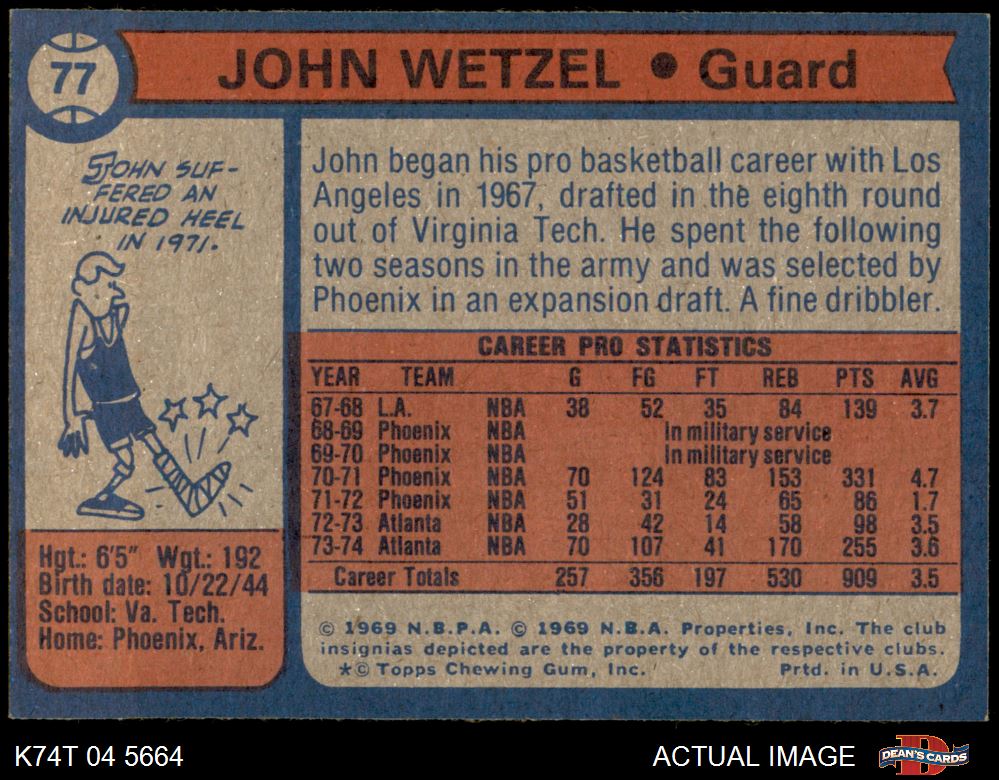 77
JOHN WETZEL ● Guard
JOHN SUF-
FERED AN
INJURED HEEL
IN 1971.
Hgt.: 6'5" Wgt.: 192
Birth date: 10/22/44
School: Va. Tech.
Home: Phoenix, Ariz.
John began his pro basketball career with Los
Angeles in 1967, drafted in the eighth round
out of Virginia Tech. He spent the following
two seasons in the army and was selected by
Phoenix in an expansion draft. A fine dribbler.
CAREER PRO STATISTICS
YEAR TEAM G FG FT REB PTS AVG
67-68 L.A. NBA 38 52 35 84 139 3.7
68-69 Phoenix NBA In military service
69-70 Phoenix NBA In military service
70-71 Phoenix NBA 70 124 83 153 331 4.7
71-72 Phoenix NBA 51 31 24 65 86 1.7
72-73 Atlanta NBA 28 42 14 58 98 3.5
73-74 Atlanta NBA 70 107 41 170 255 3.6
Career Totals 257 356 197 530 909 3.5
© 1969 N.B.P.A. © 1969 N.B.A. Properties, Inc. The club
insignias depicted are the property of the respective clubs.
*© Topps Chewing Gum, Inc. Prtd. in U.S.A.
K74T 04 5664 ACTUAL IMAGE DEAN'S CARDS